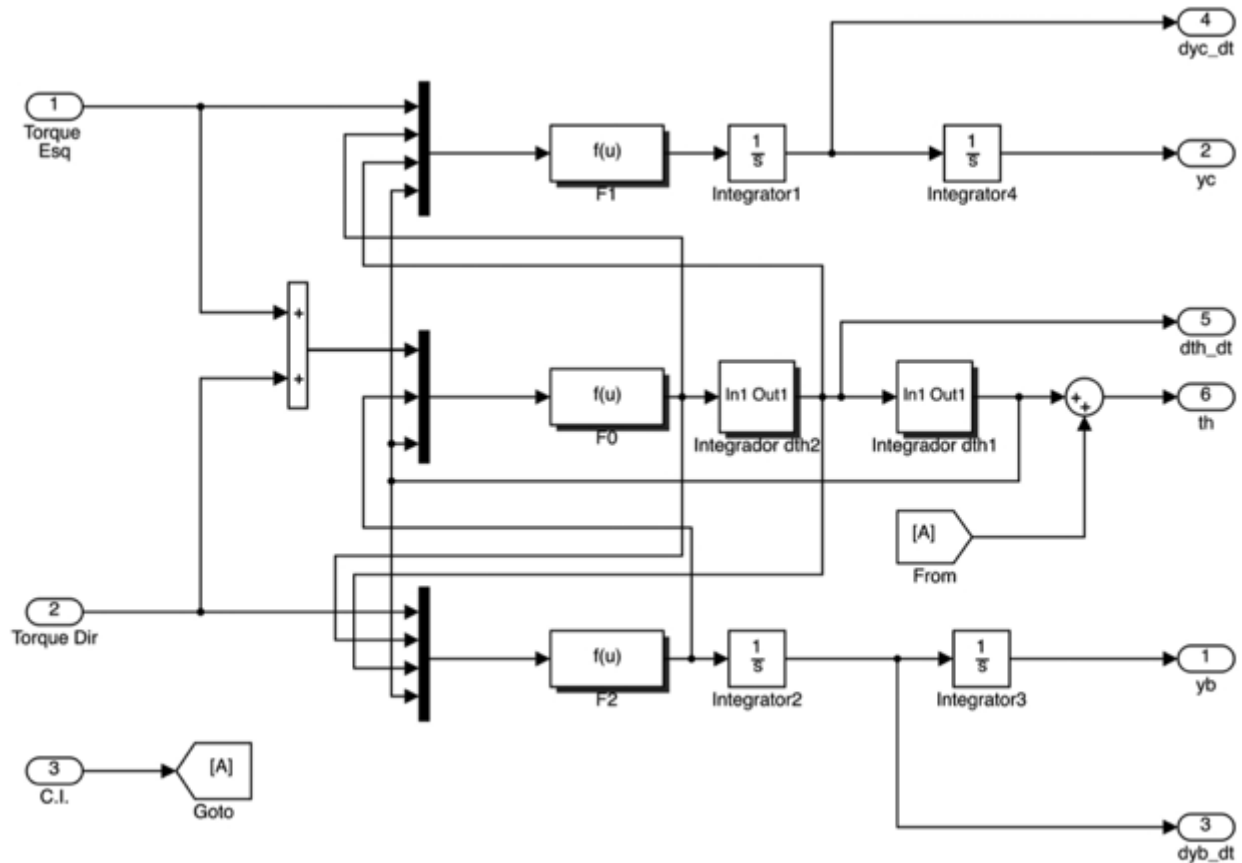 4
dyc_dt
1
Torque
Esq
f(u)
F1
1
s
Integrator1
1
s
Integrator4
2
yc
+
+
f(u)
F0
In1 Out1
Integrador dth2
In1 Out1
Integrador dth1
+
+
5
dth_dt
6
th
[A]
From
2
Torque Dir
f(u)
F2
1
s
Integrator2
1
s
Integrator3
1
yb
3
C.I.
[A]
Goto
3
dyb_dt